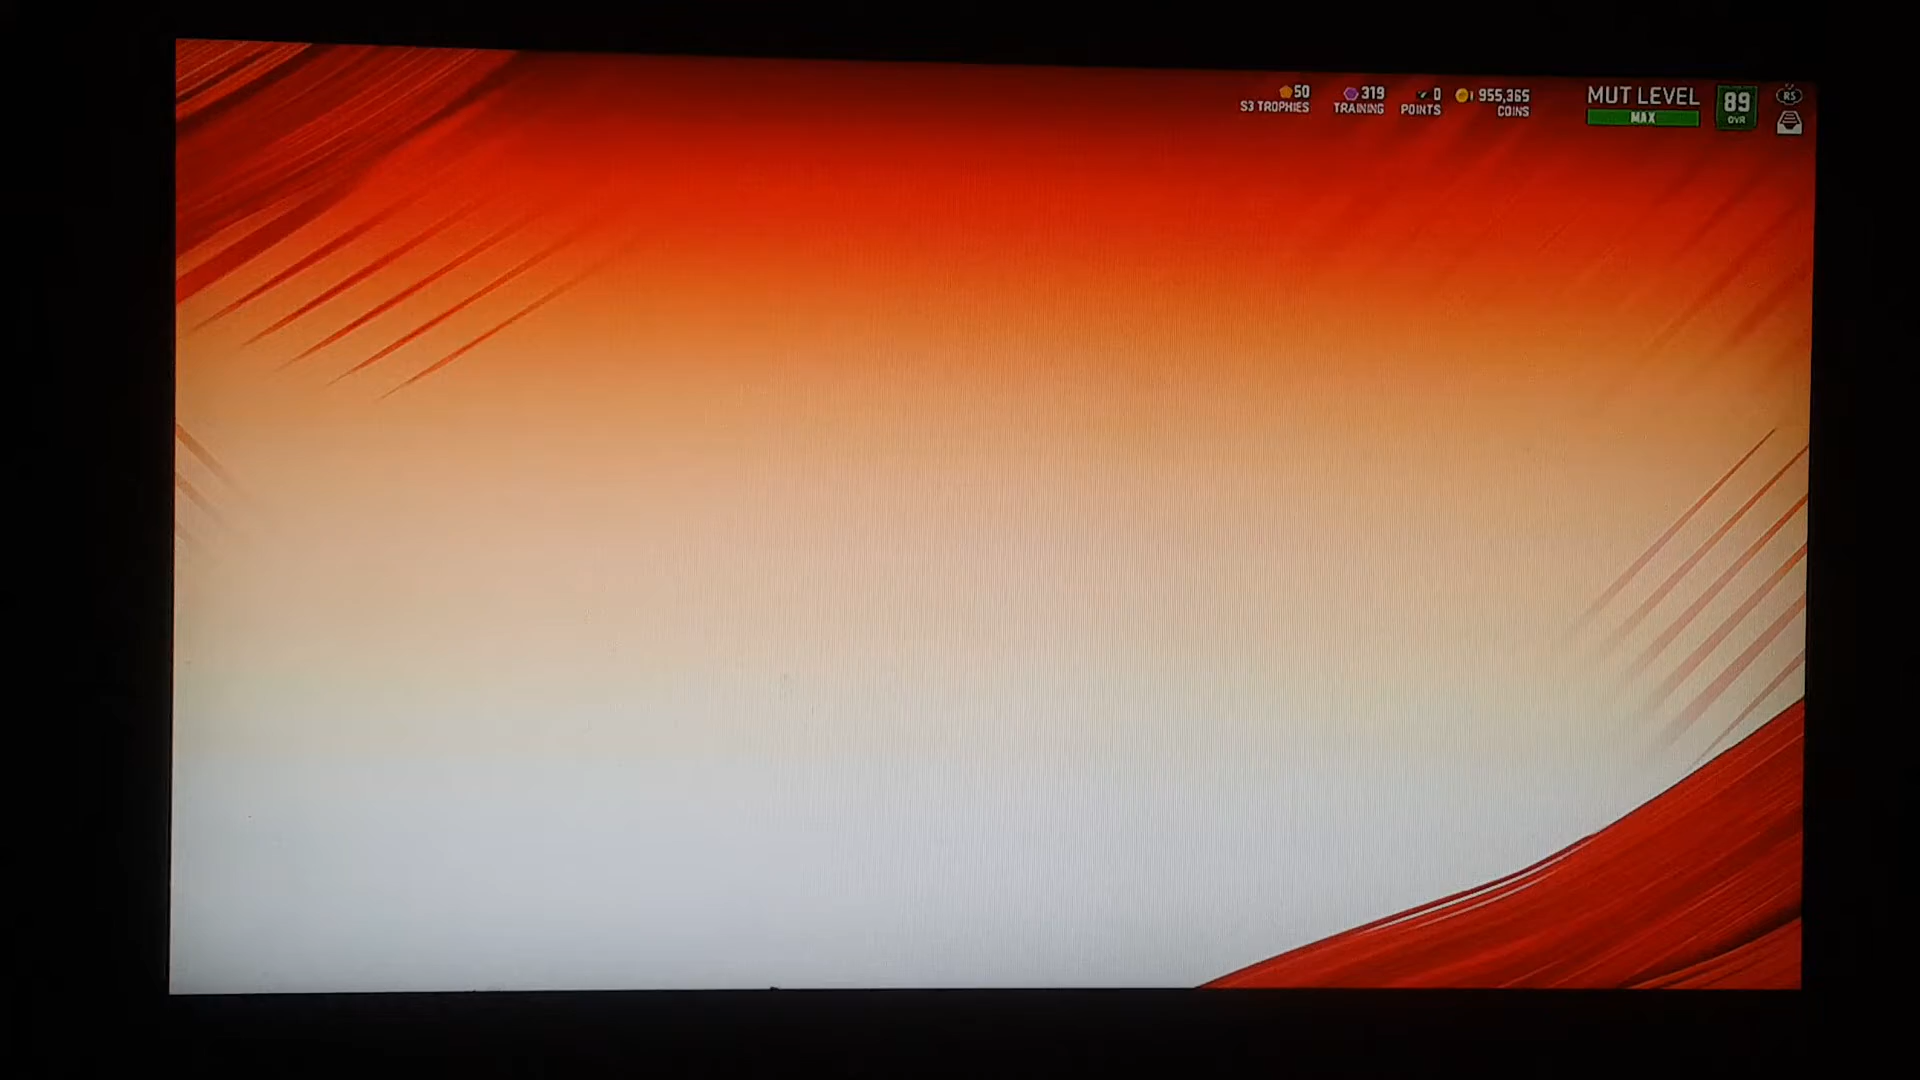 50
S3 TROPHIES
319
TRAINING
0
POINTS
955,365
COINS
MUT LEVEL
MAX
89
OVR
RS